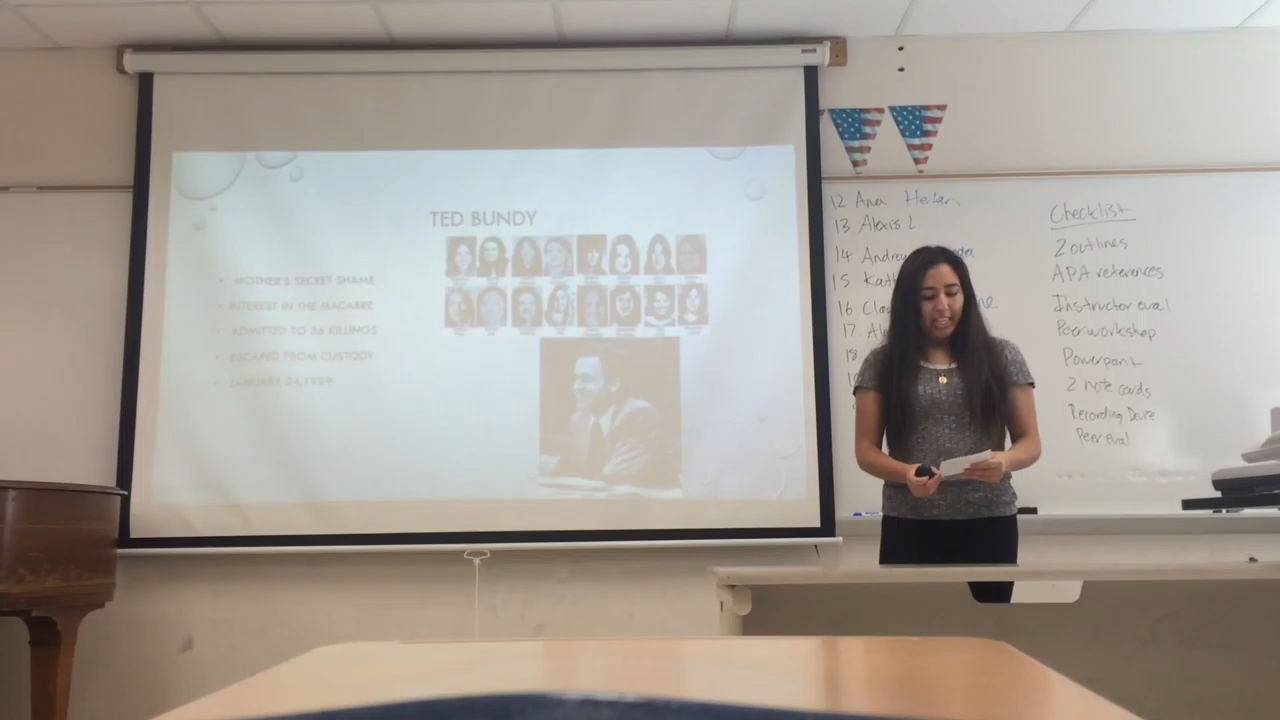 TED BUNDY
• MOTHER'S SECRET SHAME
• INTEREST IN THE MACABRE
• ADMITTED TO 36 KILLINGS
• ESCAPED FROM CUSTODY
• JANUARY 24, 1989
12 Ana
13 Alexis L.
14 Andrew
15 Kat
16 Cla
17. Al
18
Checklist
2 outlines
APA references
Instructor eval
Peer workshop
Powerpoint
2 note cards
Recording Device
Peer eval